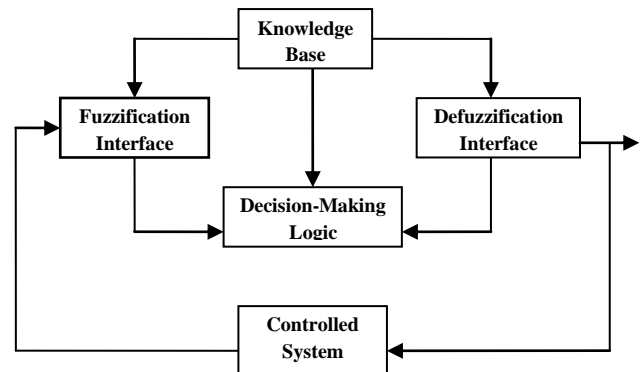 Knowledge
Base
Fuzzification
Interface
Defuzzification
Interface
Decision-Making
Logic
Controlled
System